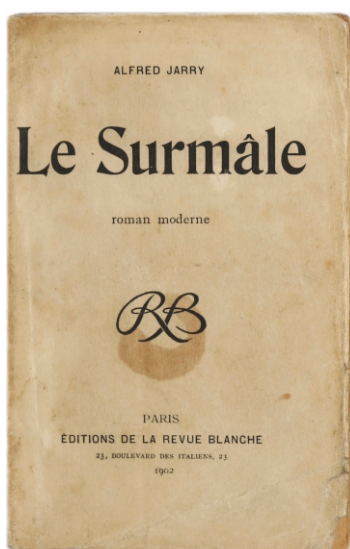 ALFRED JARRY
Le Surmâle
roman moderne
RB
PARIS
ÉDITIONS DE LA REVUE BLANCHE
23, BOULEVARD DES ITALIENS, 23
1902